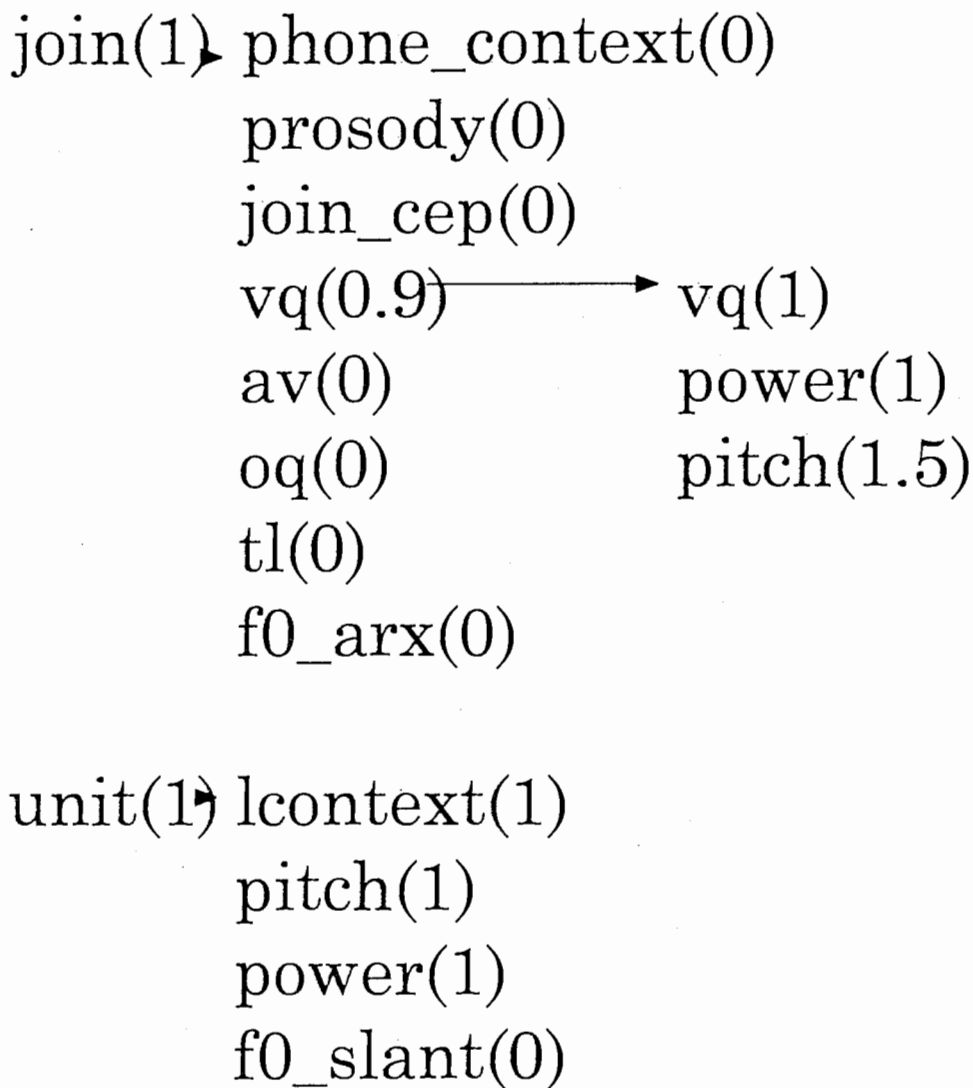 join(1) phone_context(0)
prosody(0)
join_cep(0)
vq(0.9) vq(1)
av(0) power(1)
oq(0) pitch(1.5)
tl(0)
f0_arx(0)
unit(1) lcontext(1)
pitch(1)
power(1)
f0_slant(0)